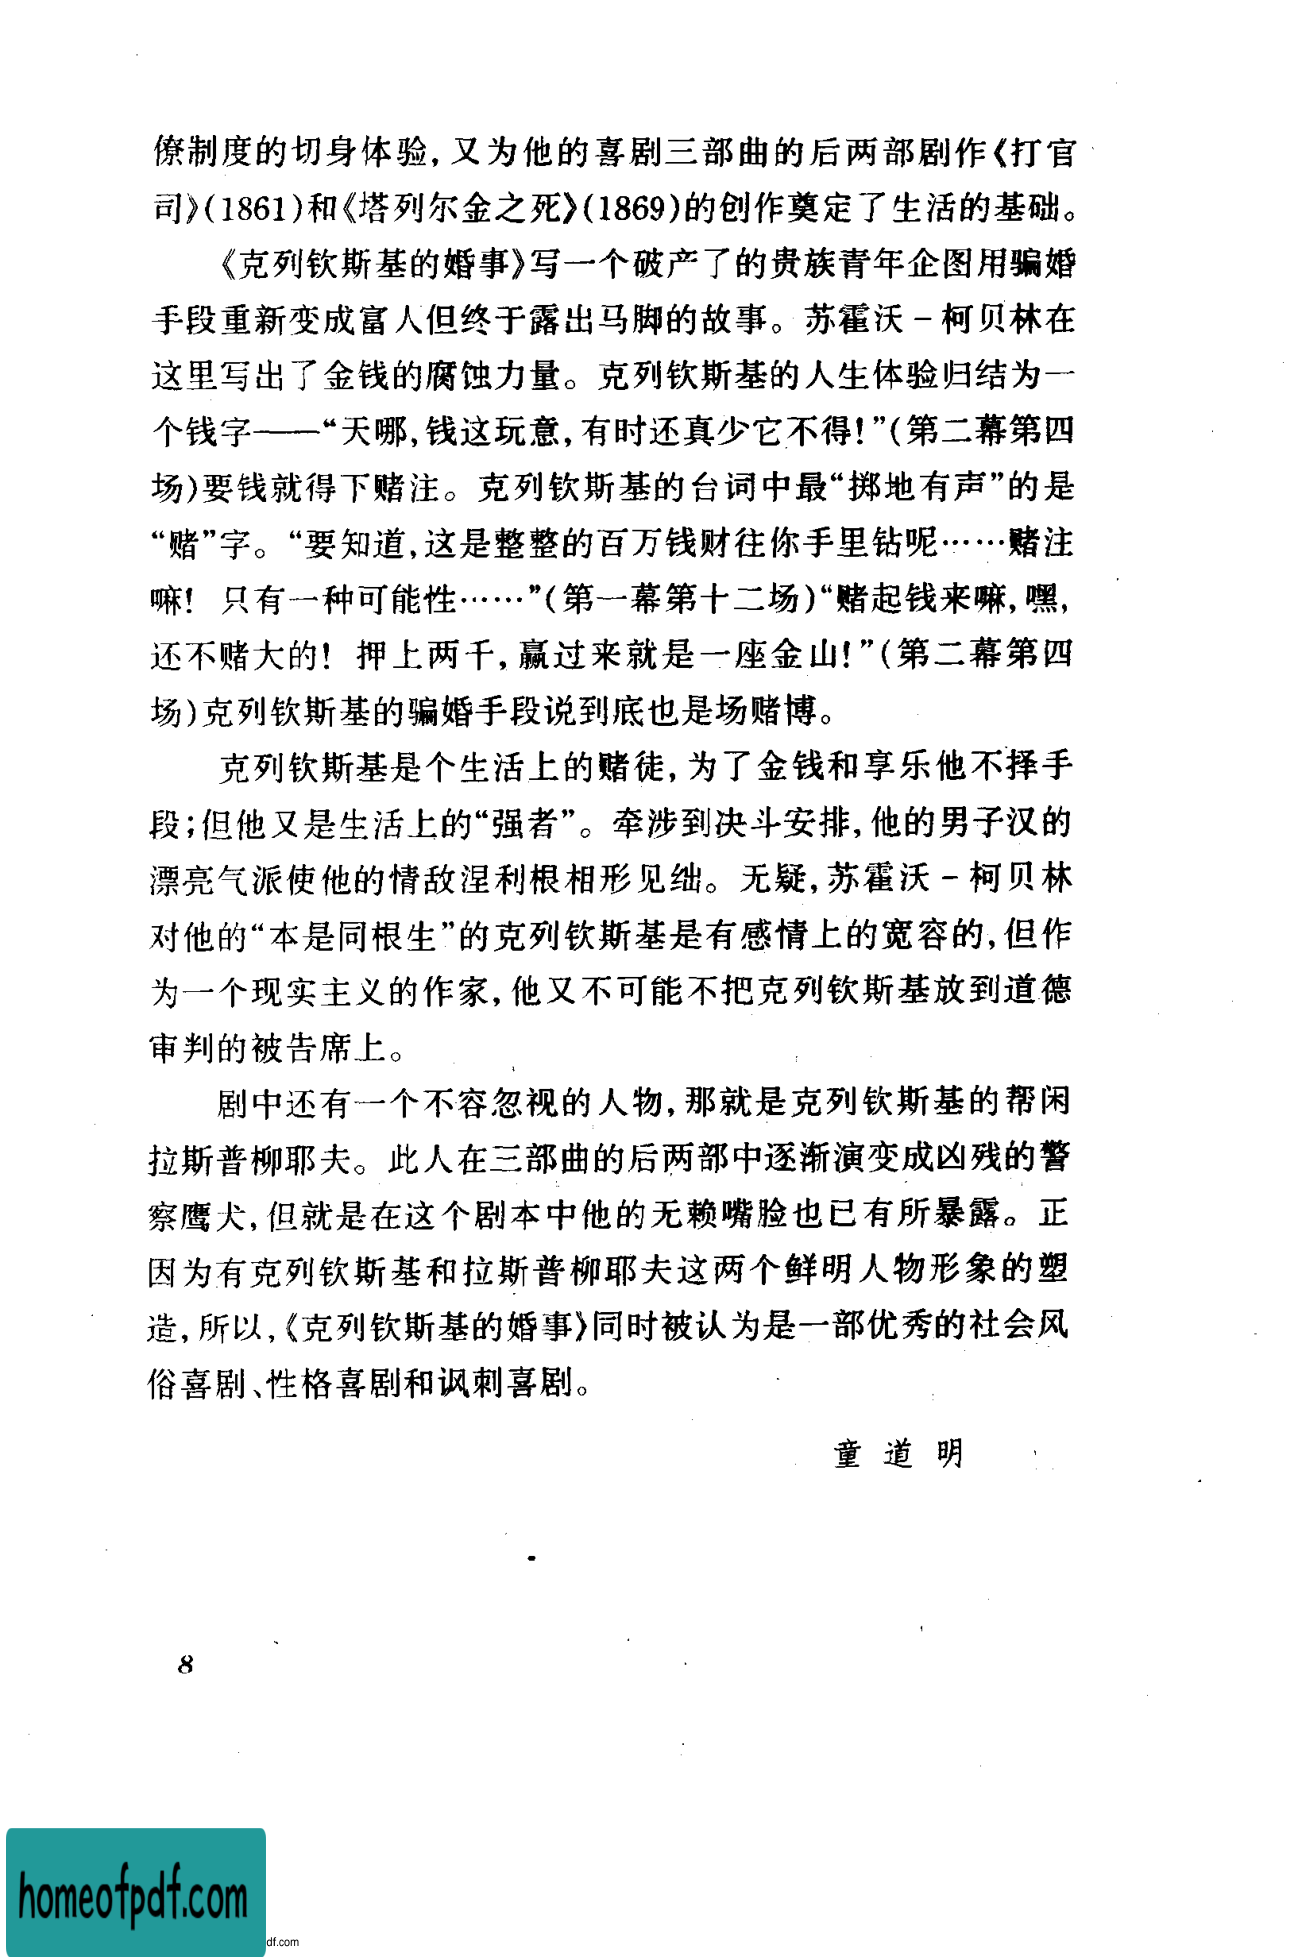 僚制度的切身体验,又为他的喜剧三部曲的后两部剧作《打官
司》(1861)和《塔列尔金之死》(1869)的创作奠定了生活的基础。
《克列钦斯基的婚事》写一个破产了的贵族青年企图用骗婚
手段重新变成富人但终于露出马脚的故事。苏霍沃－柯贝林在
这里写出了金钱的腐蚀力量。克列钦斯基的人生体验归结为一
个钱字——“天哪,钱这玩意,有时还真少它不得!”(第二幕第四
场)要钱就得下赌注。克列钦斯基的台词中最“掷地有声”的是
“赌”字。“要知道,这是整整的百万钱财往你手里钻呢……赌注
嘛! 只有一种可能性……”(第一幕第十二场)“赌起钱来嘛,嘿,
还不赌大的! 押上两千,赢过来就是一座金山!”(第二幕第四
场)克列钦斯基的骗婚手段说到底也是场赌博。
克列钦斯基是个生活上的赌徒,为了金钱和享乐他不择手
段;但他又是生活上的“强者”。牵涉到决斗安排,他的男子汉的
漂亮气派使他的情敌涅利根相形见绌。无疑,苏霍沃－柯贝林
对他的“本是同根生”的克列钦斯基是有感情上的宽容的,但作
为一个现实主义的作家,他又不可能不把克列钦斯基放到道德
审判的被告席上。
剧中还有一个不容忽视的人物,那就是克列钦斯基的帮闲
拉斯普柳耶夫。此人在三部曲的后两部中逐渐演变成凶残的警
察鹰犬,但就是在这个剧本中他的无赖嘴脸也已有所暴露。正
因为有克列钦斯基和拉斯普柳耶夫这两个鲜明人物形象的塑
造,所以,《克列钦斯基的婚事》同时被认为是一部优秀的社会风
俗喜剧、性格喜剧和讽刺喜剧。
童道明
8
homeofpdf.com
df.com